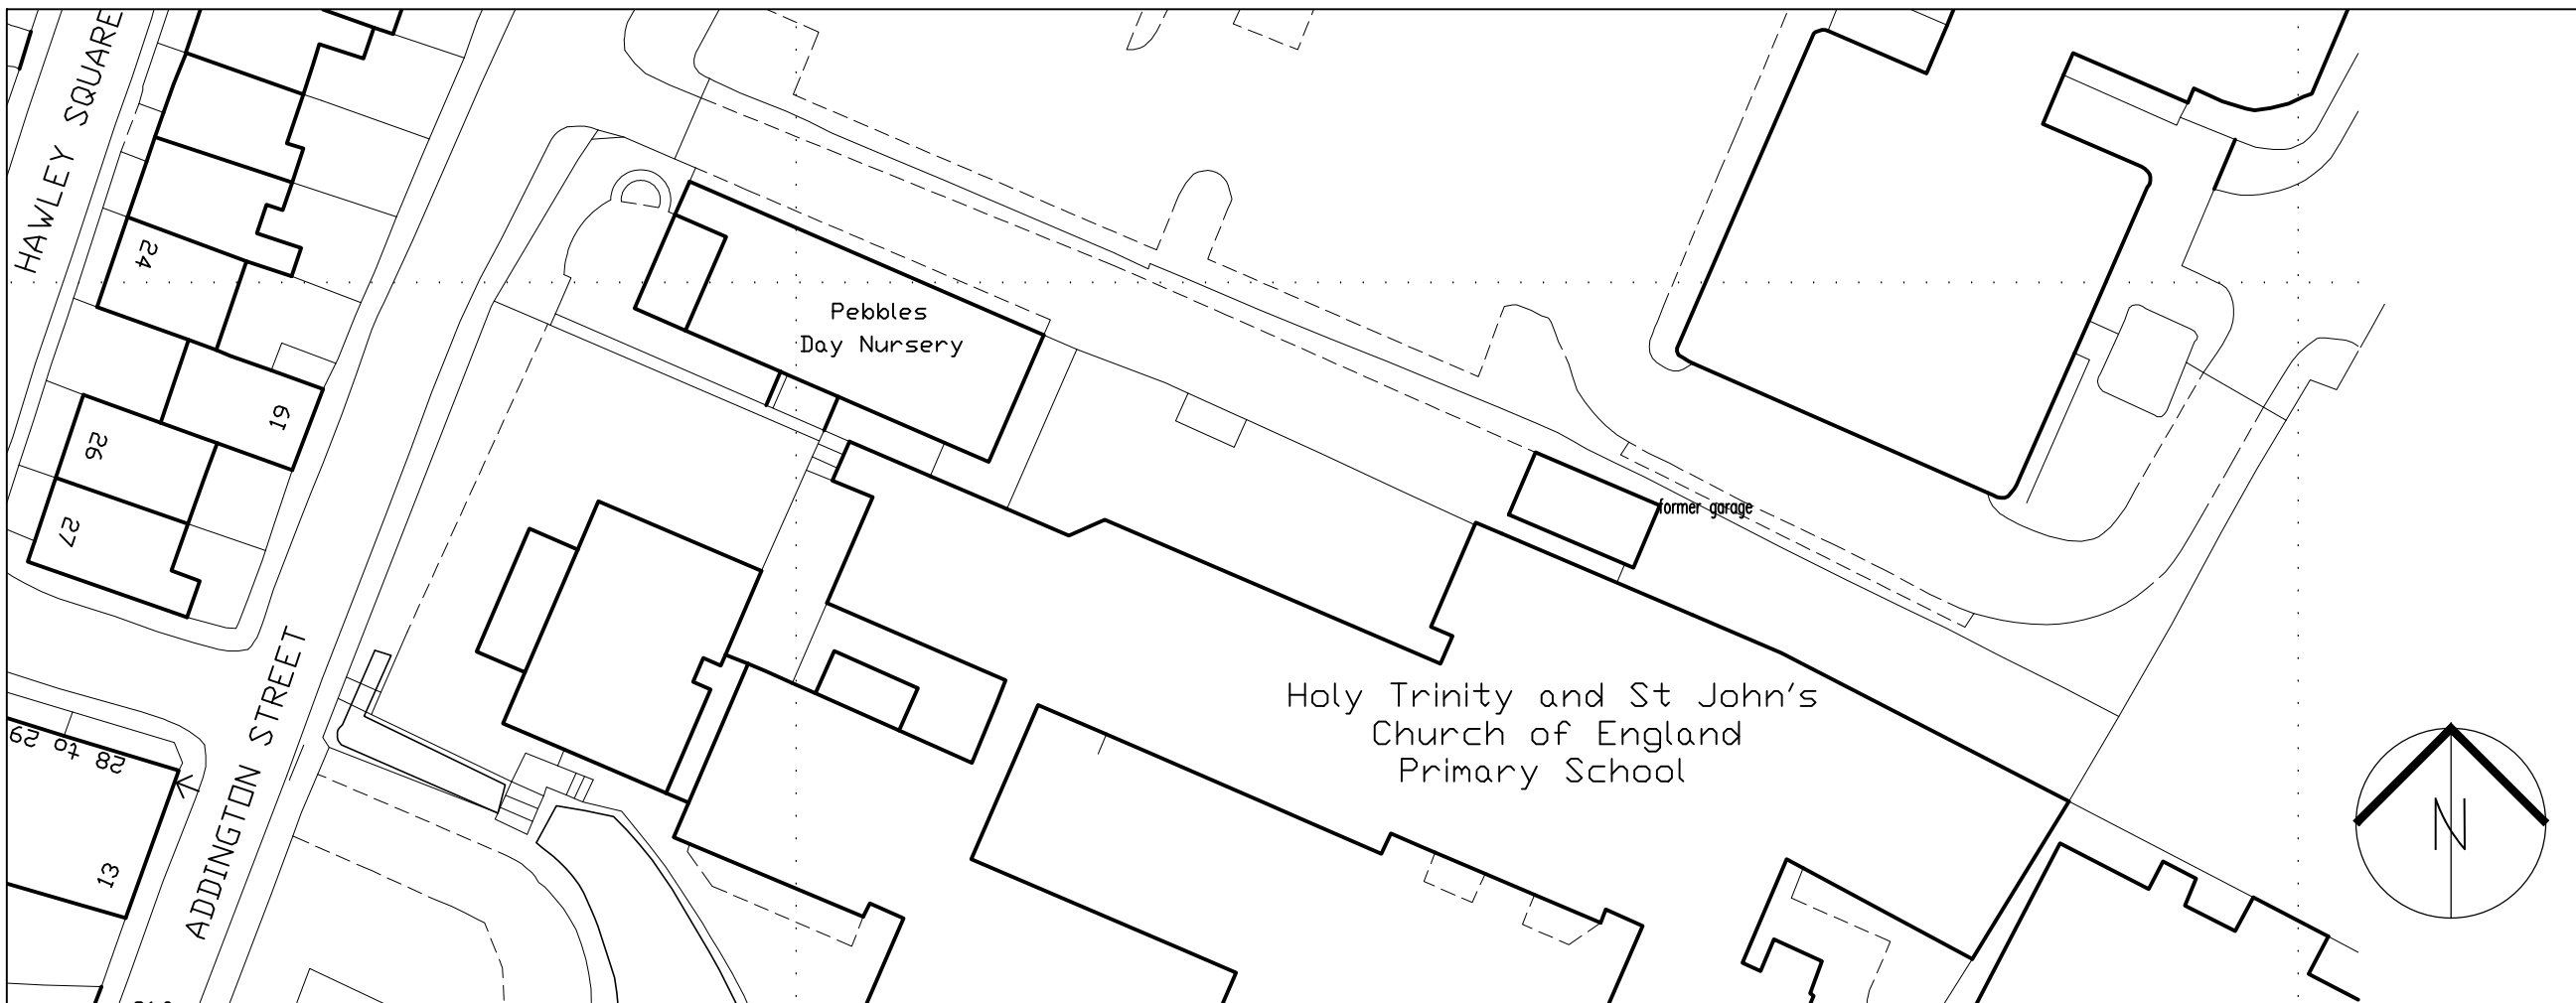 HAWLEY SQUARE
24
19
26
27
28 to 29
13
ADDINGTON STREET
Pebbles
Day Nursery
former garage
Holy Trinity and St John's
Church of England
Primary School
N